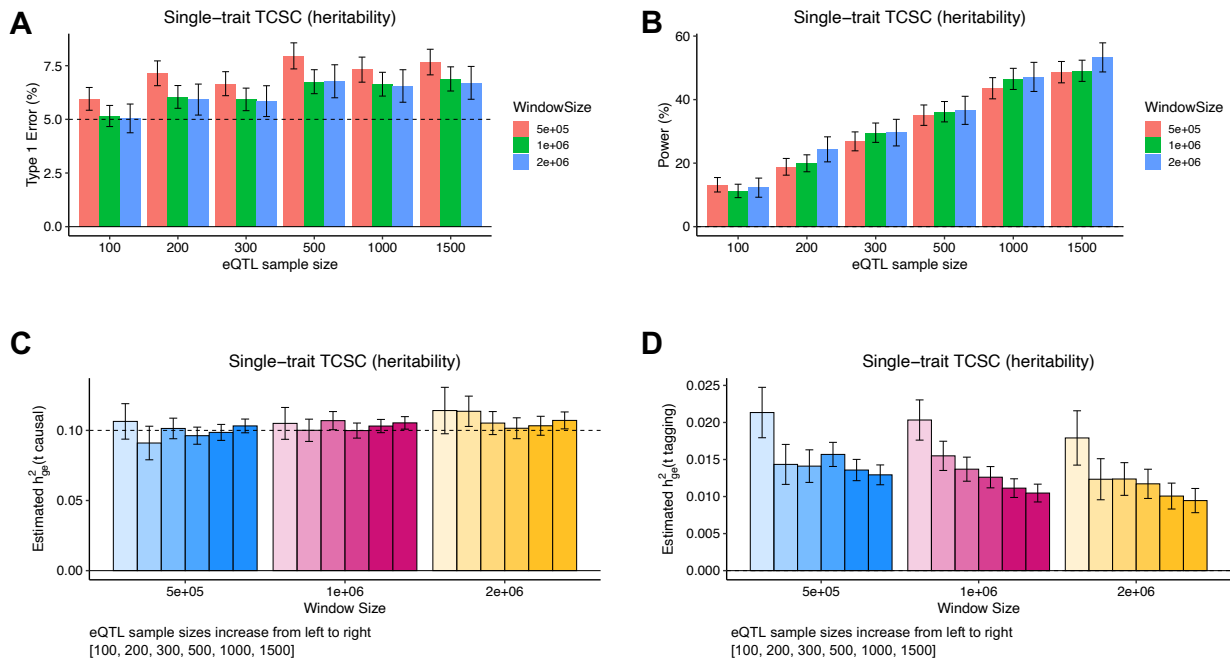 A
Single−trait TCSC (heritability)
Type 1 Error (%)
7.5
5.0
2.5
0.0
100 200 300 500 1000 1500
eQTL sample size
WindowSize
5e+05
1e+06
2e+06
B
Single−trait TCSC (heritability)
Power (%)
60
40
20
0
100 200 300 500 1000 1500
eQTL sample size
WindowSize
5e+05
1e+06
2e+06
C
Single−trait TCSC (heritability)
Estimated h²ge(t causal)
0.10
0.05
0.00
5e+05 1e+06 2e+06
Window Size
eQTL sample sizes increase from left to right
[100, 200, 300, 500, 1000, 1500]
D
Single−trait TCSC (heritability)
Estimated h²ge(t tagging)
0.025
0.020
0.015
0.010
0.005
0.000
5e+05 1e+06 2e+06
Window Size
eQTL sample sizes increase from left to right
[100, 200, 300, 500, 1000, 1500]